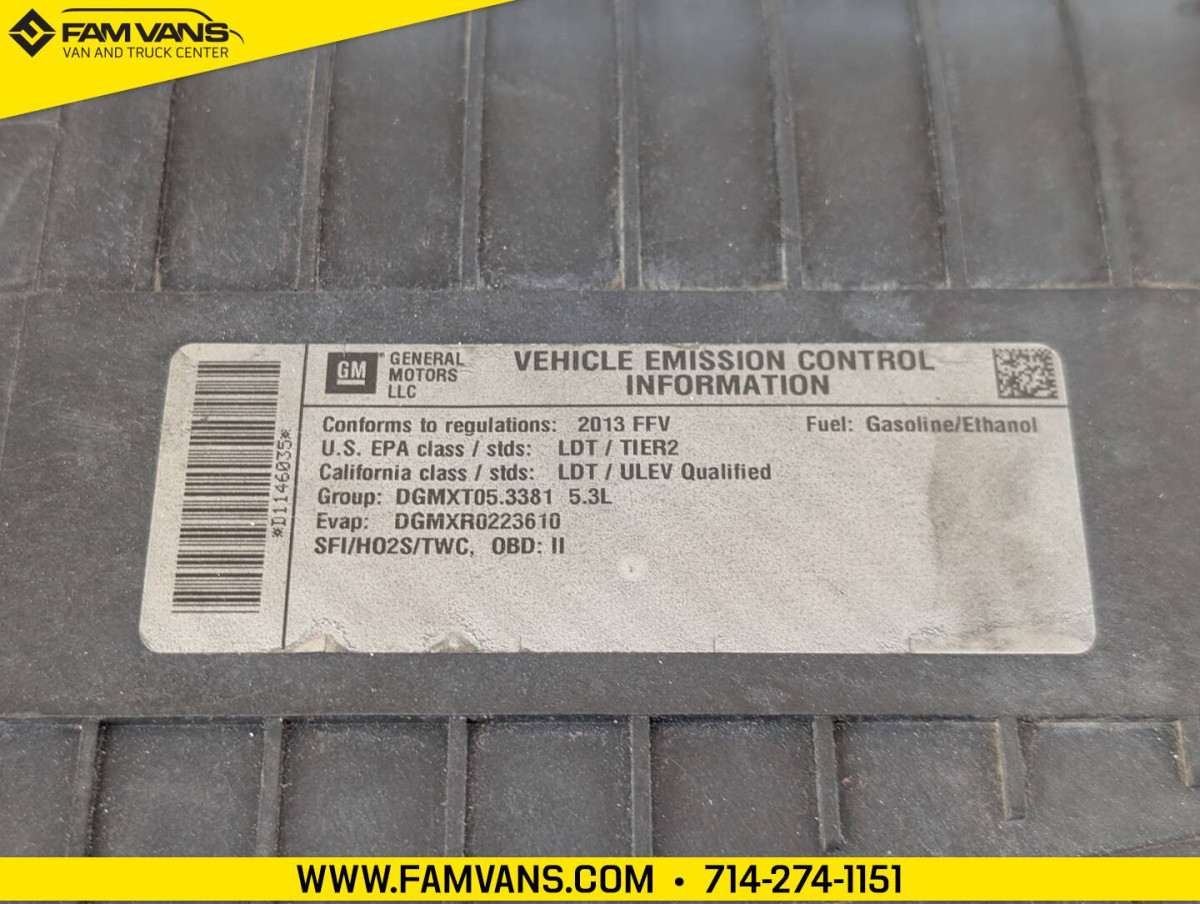 FAM VANS
VAN AND TRUCK CENTER
*D1146035*
GM
GENERAL
MOTORS
LLC
VEHICLE EMISSION CONTROL
INFORMATION
Conforms to regulations: 2013 FFV
Fuel: Gasoline/Ethanol
U.S. EPA class / stds: LDT / TIER2
California class / stds: LDT / ULEV Qualified
Group: DGMXT05.3381 5.3L
Evap: DGMXR0223610
SFI/HO2S/TWC, OBD: II
WWW.FAMVANS.COM • 714-274-1151